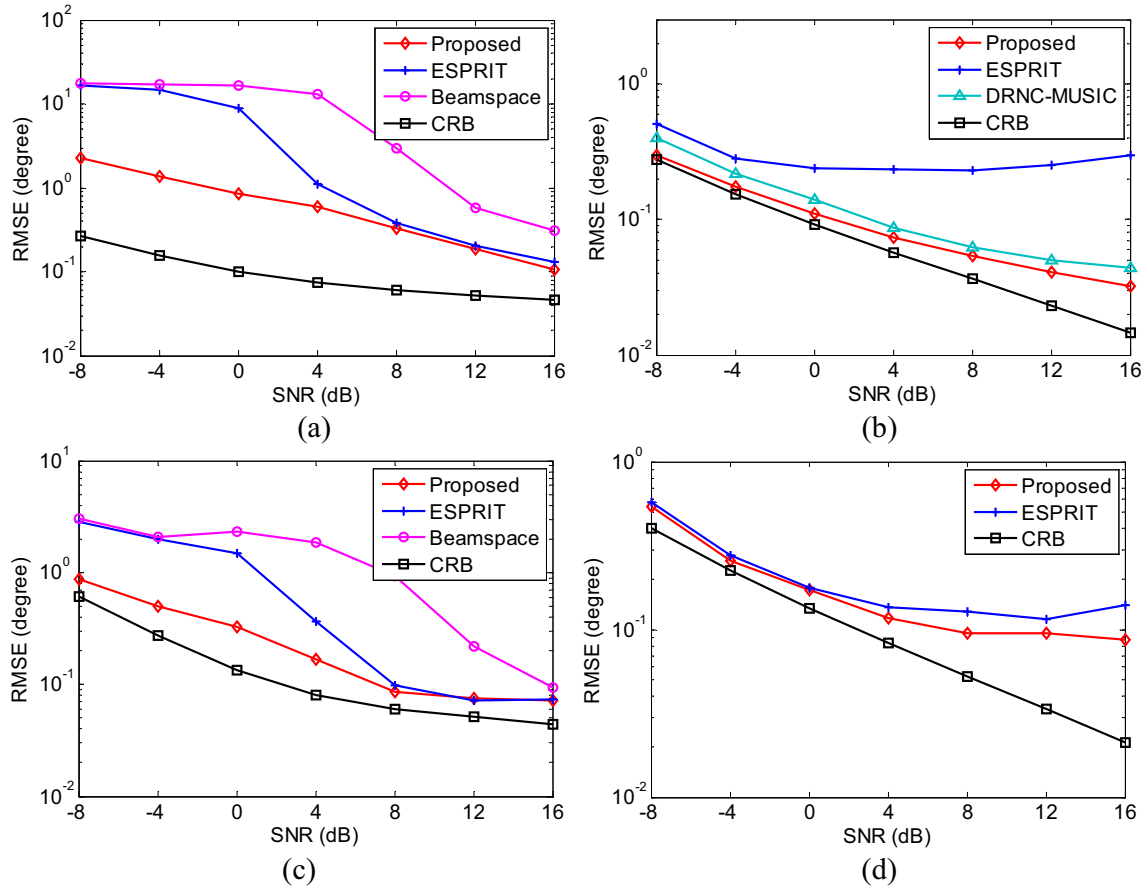 10^2
10^1
10^0
10^-1
10^-2
RMSE (degree)
Proposed
ESPRIT
Beamspace
CRB
-8 -4 0 4 8 12 16
SNR (dB)
(a)
10^0
10^-1
10^-2
RMSE (degree)
Proposed
ESPRIT
DRNC-MUSIC
CRB
-8 -4 0 4 8 12 16
SNR (dB)
(b)
10^1
10^0
10^-1
10^-2
RMSE (degree)
Proposed
ESPRIT
Beamspace
CRB
-8 -4 0 4 8 12 16
SNR (dB)
(c)
10^0
10^-1
10^-2
RMSE (degree)
Proposed
ESPRIT
CRB
-8 -4 0 4 8 12 16
SNR (dB)
(d)